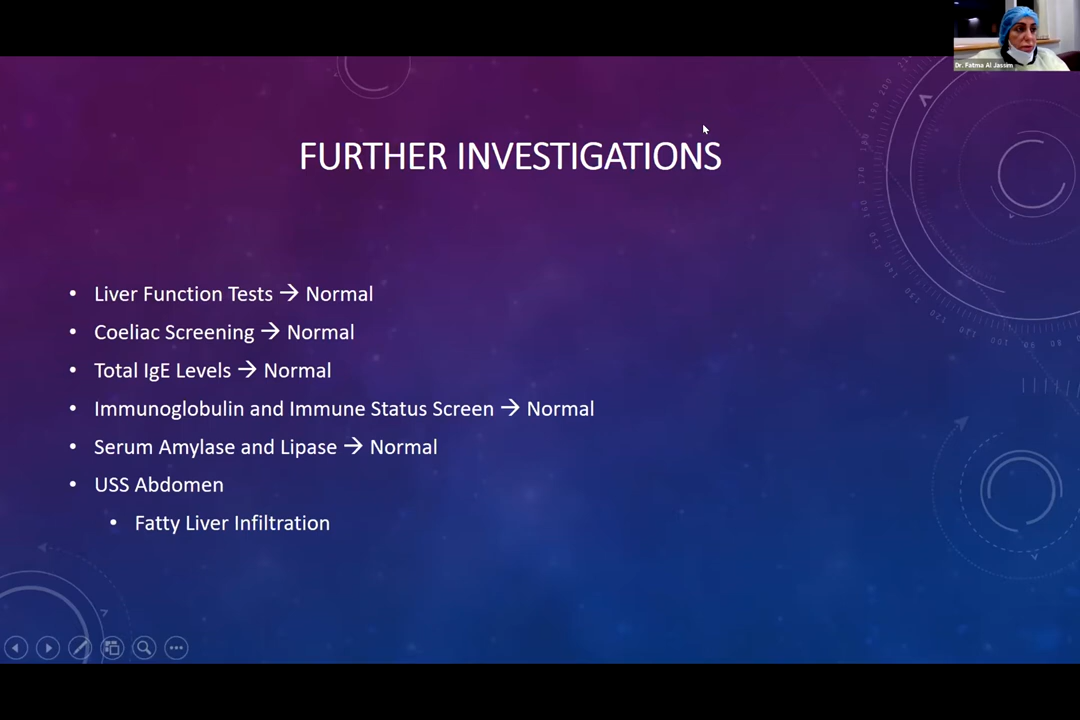 Dr. Fatma Al Jassim
FURTHER INVESTIGATIONS
• Liver Function Tests → Normal
• Coeliac Screening → Normal
• Total IgE Levels → Normal
• Immunoglobulin and Immune Status Screen → Normal
• Serum Amylase and Lipase → Normal
• USS Abdomen
• Fatty Liver Infiltration